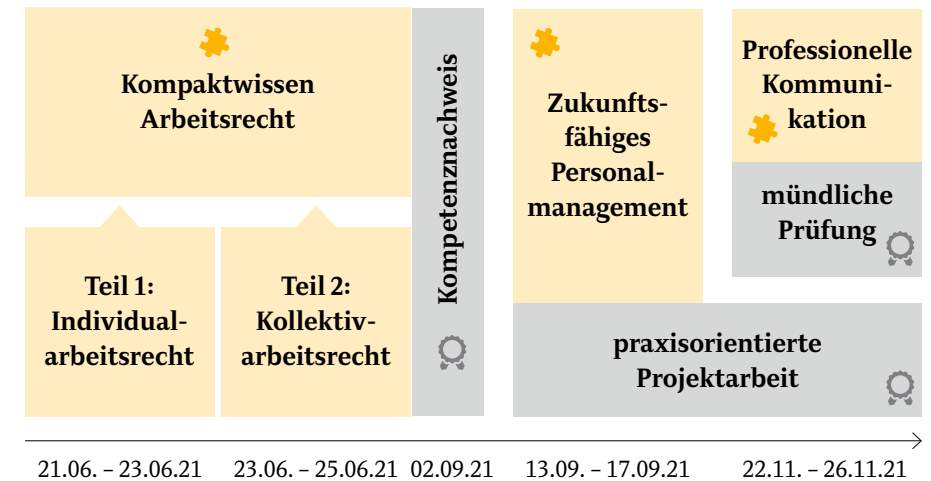 Kompaktwissen
Arbeitsrecht
Teil 1:
Individual-
arbeitsrecht
Teil 2:
Kollektiv-
arbeitsrecht
Kompetenznachweis
Zukunfts-
fähiges
Personal-
management
Professionelle
Kommuni-
kation
mündliche
Prüfung
praxisorientierte
Projektarbeit
21.06. – 23.06.21
23.06. – 25.06.21
02.09.21
13.09. – 17.09.21
22.11. – 26.11.21